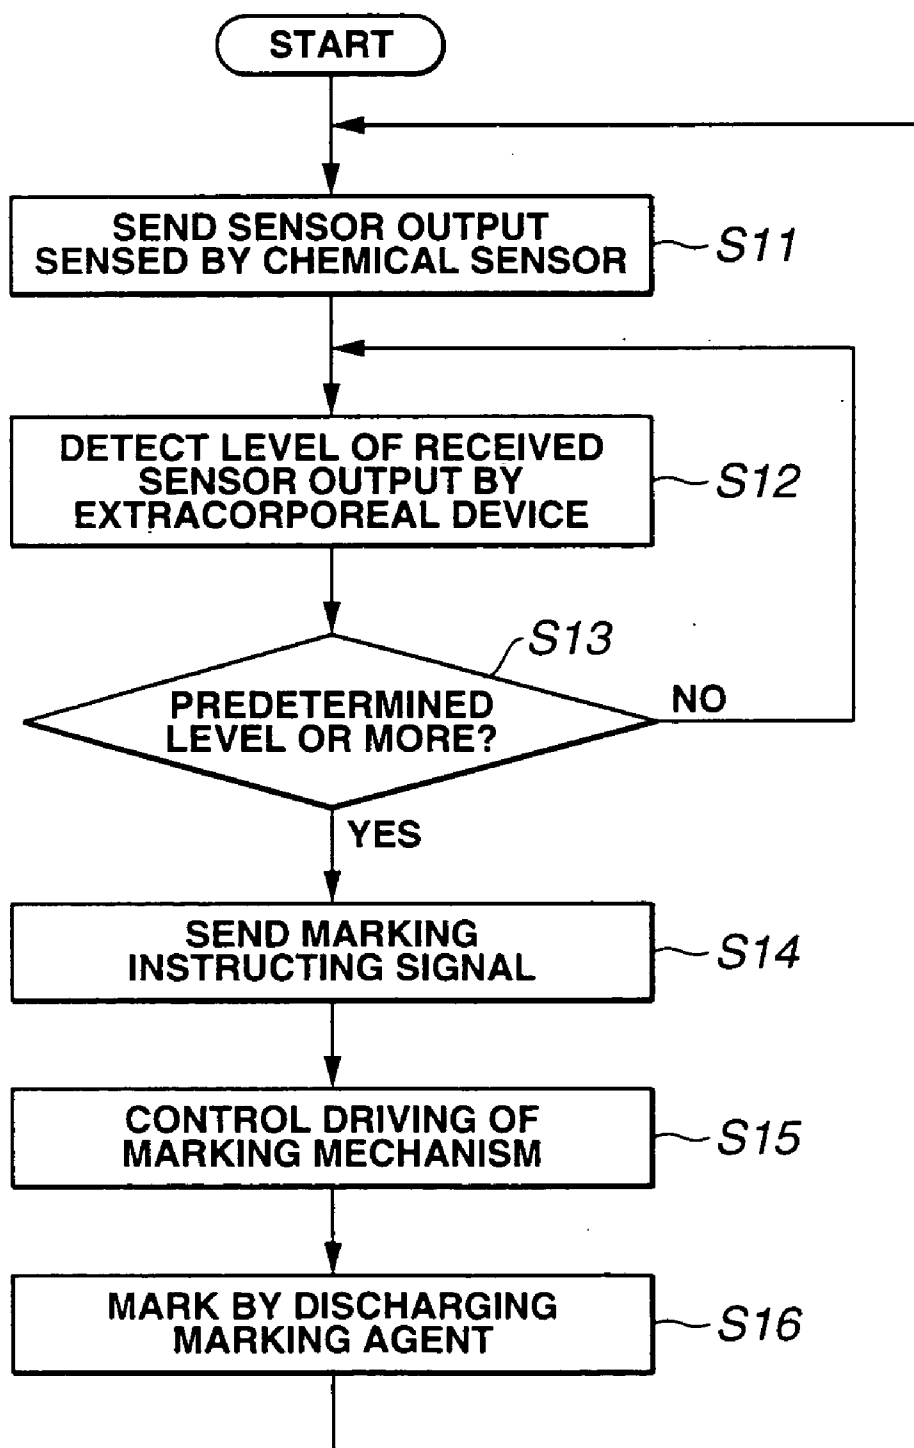 START
SEND SENSOR OUTPUT
SENSED BY CHEMICAL SENSOR
S11
DETECT LEVEL OF RECEIVED
SENSOR OUTPUT BY
EXTRACORPOREAL DEVICE
S12
S13
PREDETERMINED
LEVEL OR MORE?
NO
YES
SEND MARKING
INSTRUCTING SIGNAL
S14
CONTROL DRIVING OF
MARKING MECHANISM
S15
MARK BY DISCHARGING
MARKING AGENT
S16